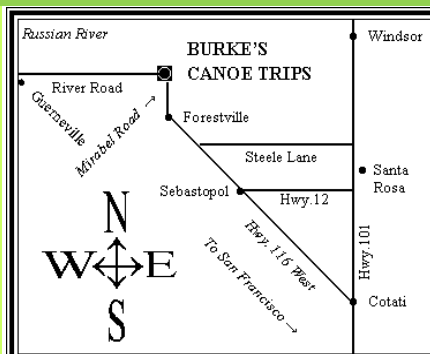 Russian River
Windsor
BURKE'S
CANOE TRIPS
River Road
Guerneville
Mirabel Road →
Forestville
Steele Lane
Santa
Rosa
Sebastopol
Hwy.12
N
W E
S
Hwy. 116 West
Hwy.101
To San Francisco →
Cotati